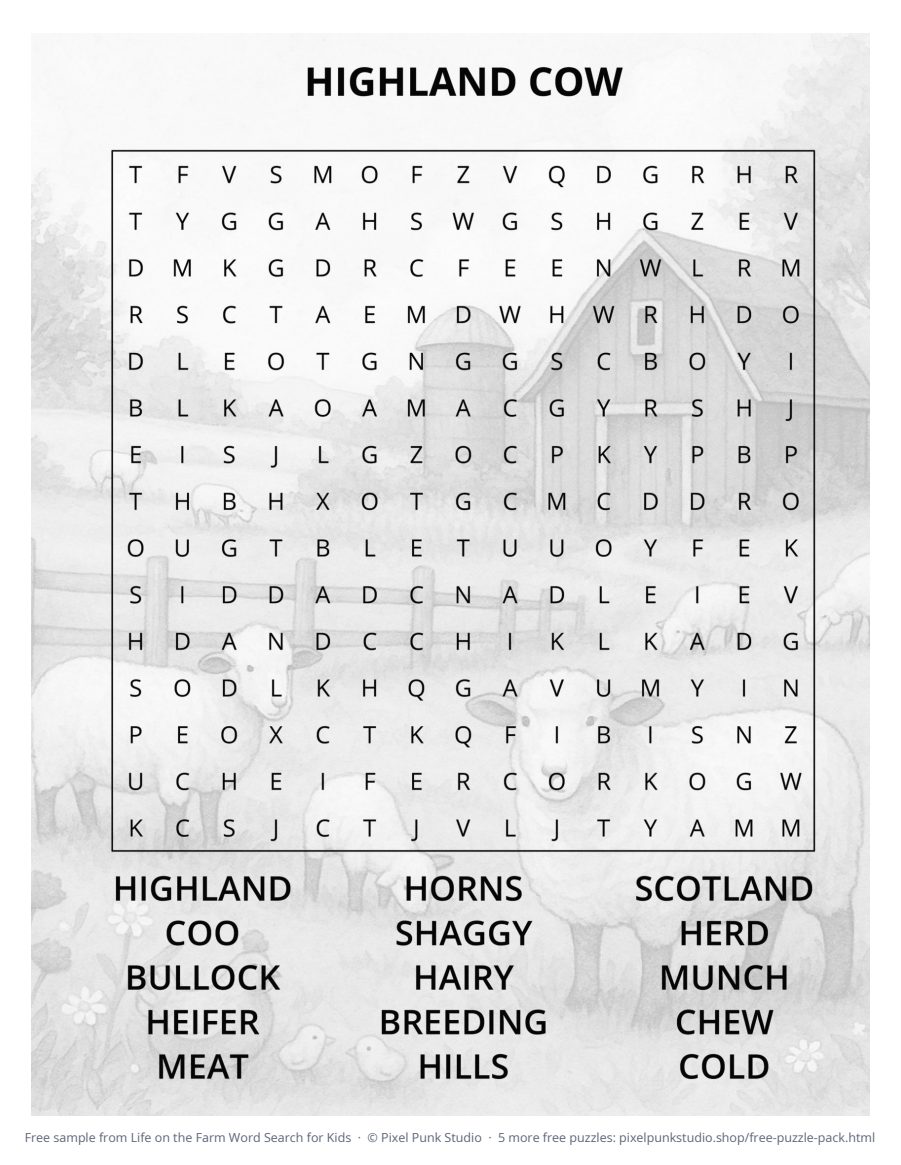 HIGHLAND COW
T F V S M O F Z V Q D G R H R
T Y G G A H S W G S H G Z E V
D M K G D R C F E E N W L R M
R S C T A E M D W H W R H D O
D L E O T G N G G S C B O Y I
B L K A O A M A C G Y R S H J
E I S J L G Z O C P K Y P B P
T H B H X O T G C M C D D R O
O U G T B L E T U U O Y F E K
S I D D A D C N A D L E I E V
H D A N D C C H I K L K A D G
S O D L K H Q G A V U M Y I N
P E O X C T K Q F I B I S N Z
U C H E I F E R C O R K O G W
K C S J C T J V L J T Y A M M
HIGHLAND HORNS SCOTLAND
COO SHAGGY HERD
BULLOCK HAIRY MUNCH
HEIFER BREEDING CHEW
MEAT HILLS COLD
Free sample from Life on the Farm Word Search for Kids · © Pixel Punk Studio · 5 more free puzzles: pixelpunkstudio.shop/free-puzzle-pack.html